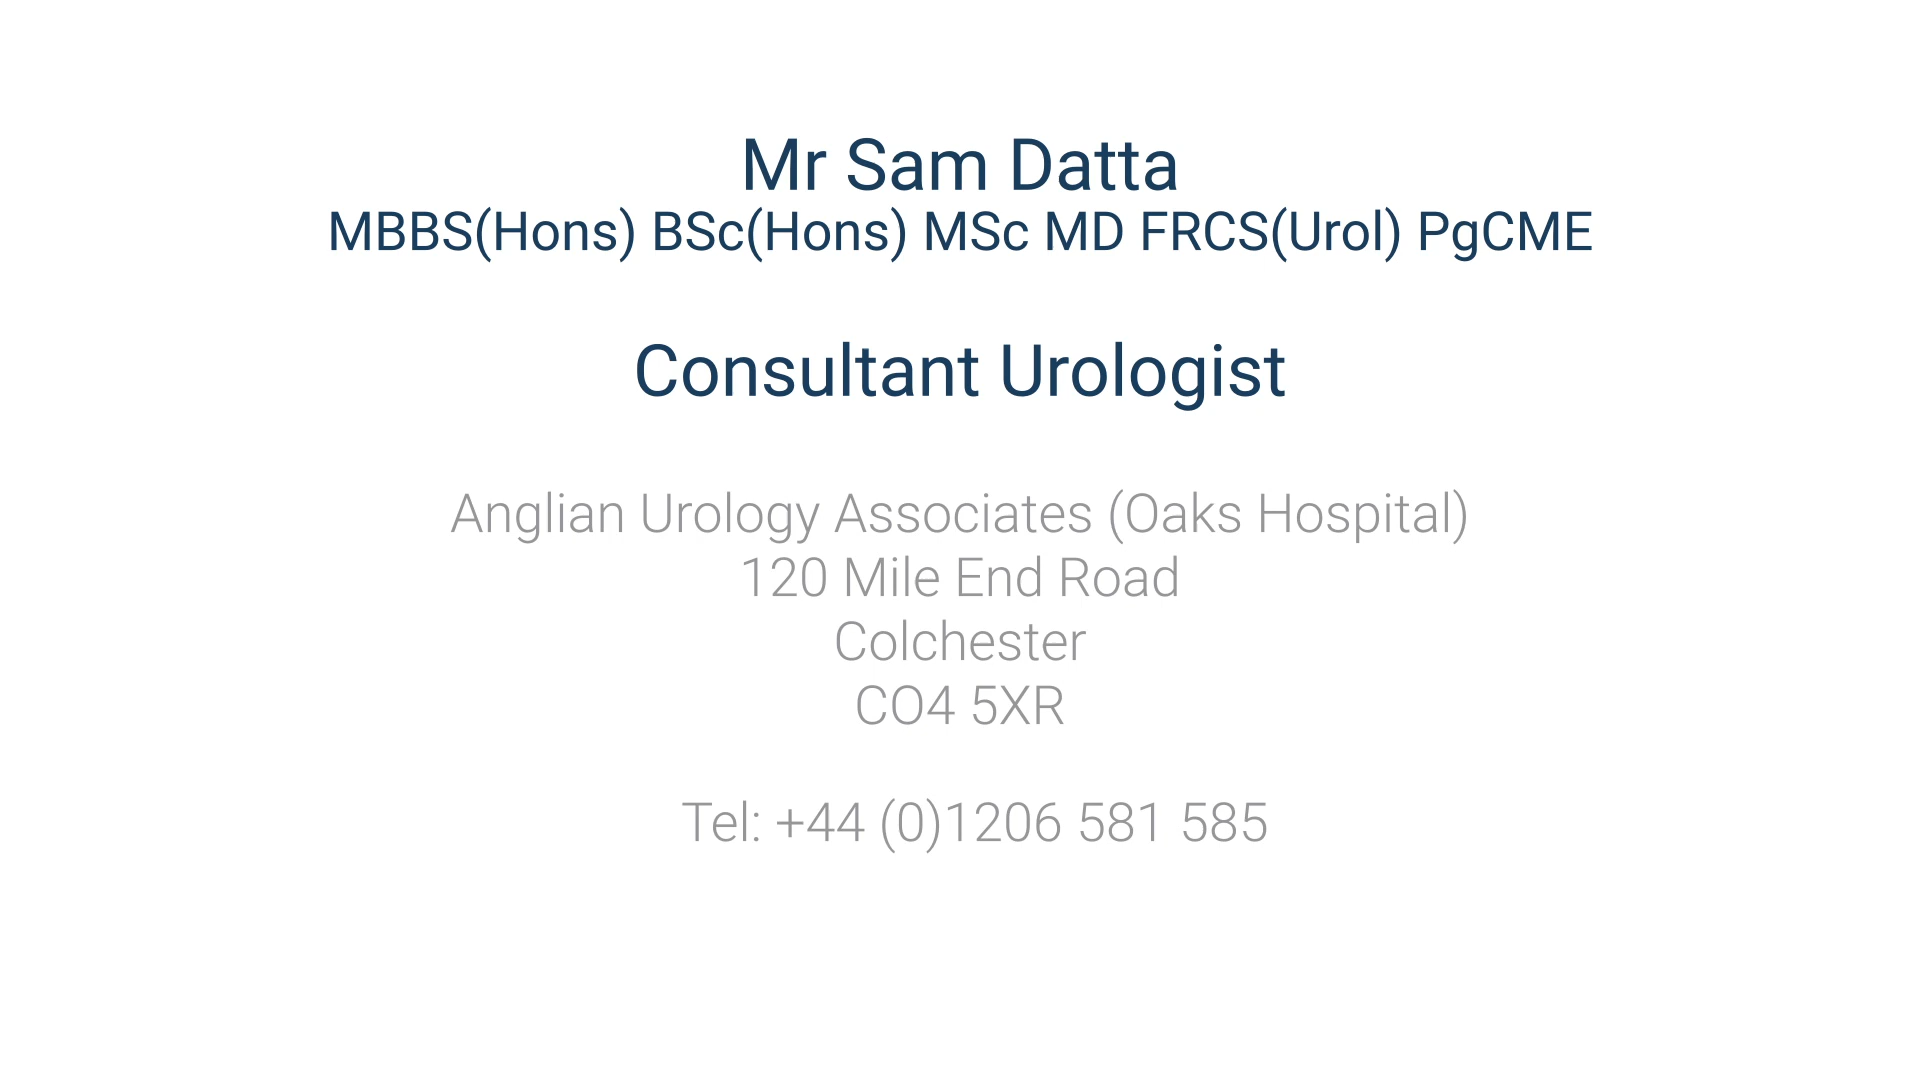 Mr Sam Datta
MBBS(Hons) BSc(Hons) MSc MD FRCS(Urol) PgCME
Consultant Urologist
Anglian Urology Associates (Oaks Hospital)
120 Mile End Road
Colchester
CO4 5XR
Tel: +44 (0)1206 581 585